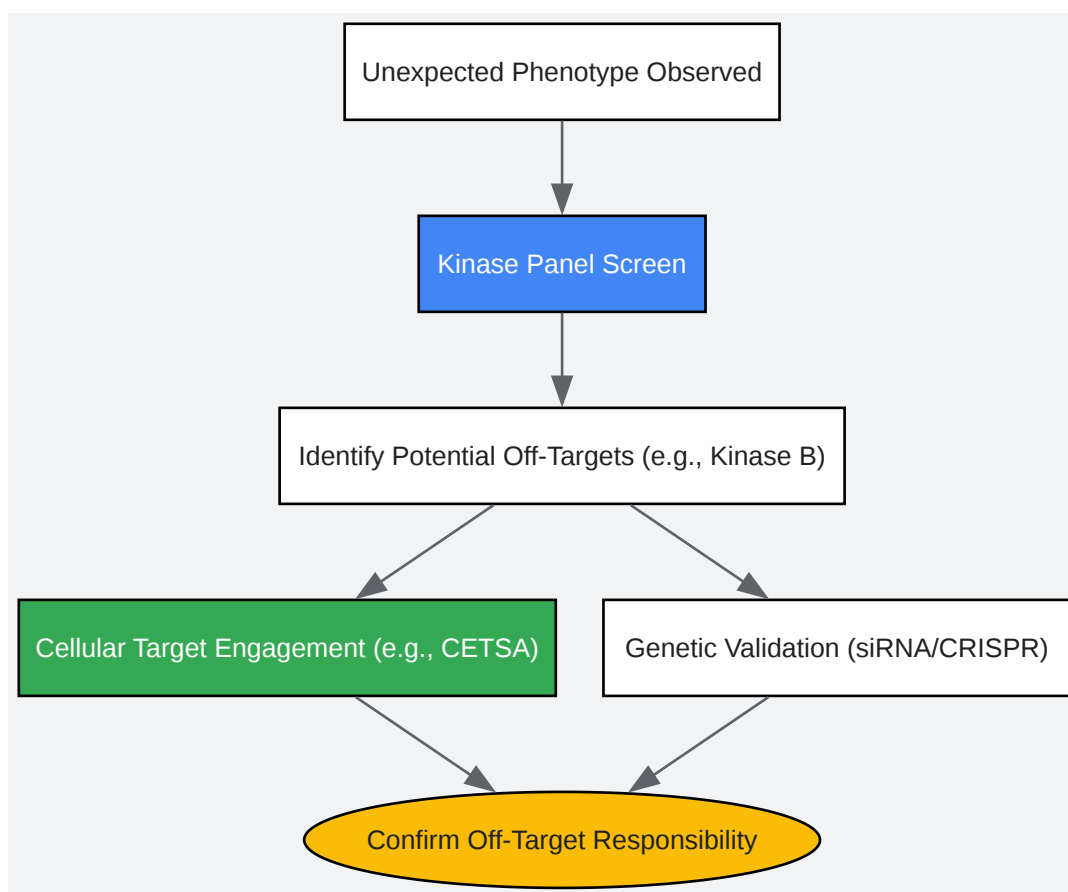 Unexpected Phenotype Observed
Kinase Panel Screen
Identify Potential Off-Targets (e.g., Kinase B)
Cellular Target Engagement (e.g., CETSA)
Genetic Validation (siRNA/CRISPR)
Confirm Off-Target Responsibility